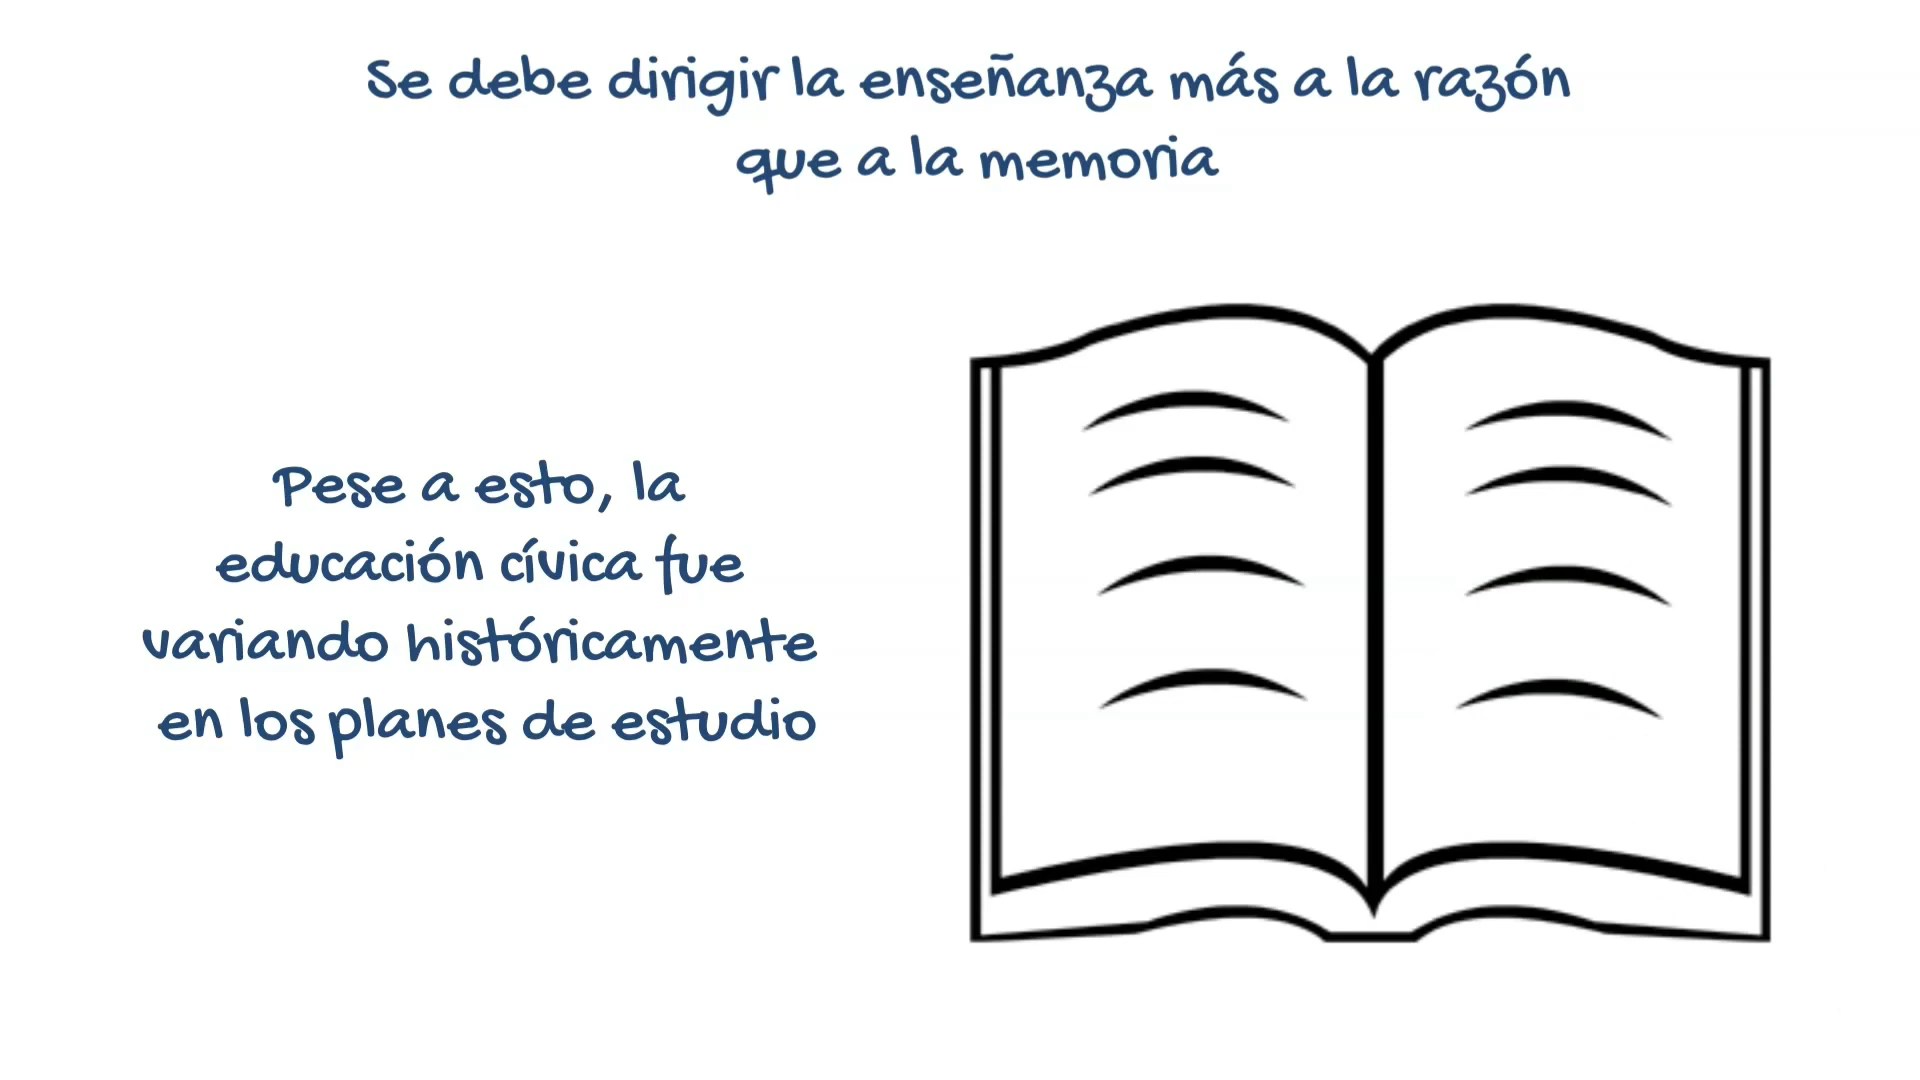 Se debe dirigir la enseñanza más a la razón
que a la memoria
Pese a esto, la
educación cívica fue
variando históricamente
en los planes de estudio